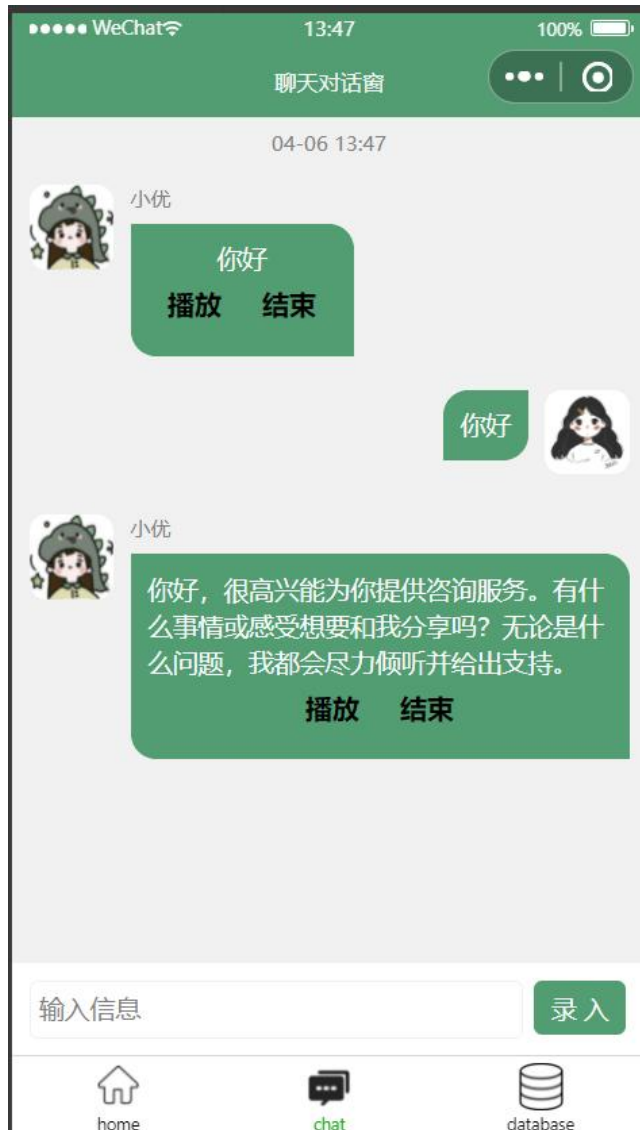 WeChat 13:47 100%
聊天对话窗
04-06 13:47
小优
你好
播放 结束
你好
小优
你好，很高兴能为你提供咨询服务。有什
么事情或感受想要和我分享吗？无论是什
么问题，我都会尽力倾听并给出支持。
播放 结束
输入信息 录入
home chat database